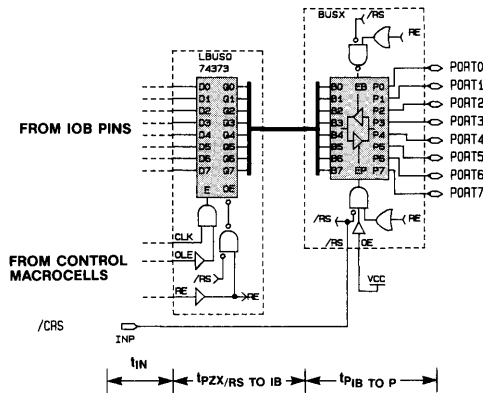 BUSX
/RS
RE
LBUSO
74373
D0 Q0
D1 Q1
D2 Q2
D3 Q3
D4 Q4
D5 Q5
D6 Q6
D7 Q7
E OE
EB
B0 P0
B1 P1
B2 P2
B3 P3
B4 P4
B5 P5
B6 P6
B7 P7
EP
PORT0
PORT1
PORT2
PORT3
PORT4
PORT5
PORT6
PORT7
FROM IOB PINS
/RS
RE
/RS
OE
CLK
FROM CONTROL
MACROCELLS
OLE
/RS
RE
RE
VCC
/CRS
INP
tIN
tPZX/RS TO IB
tPIB TO P